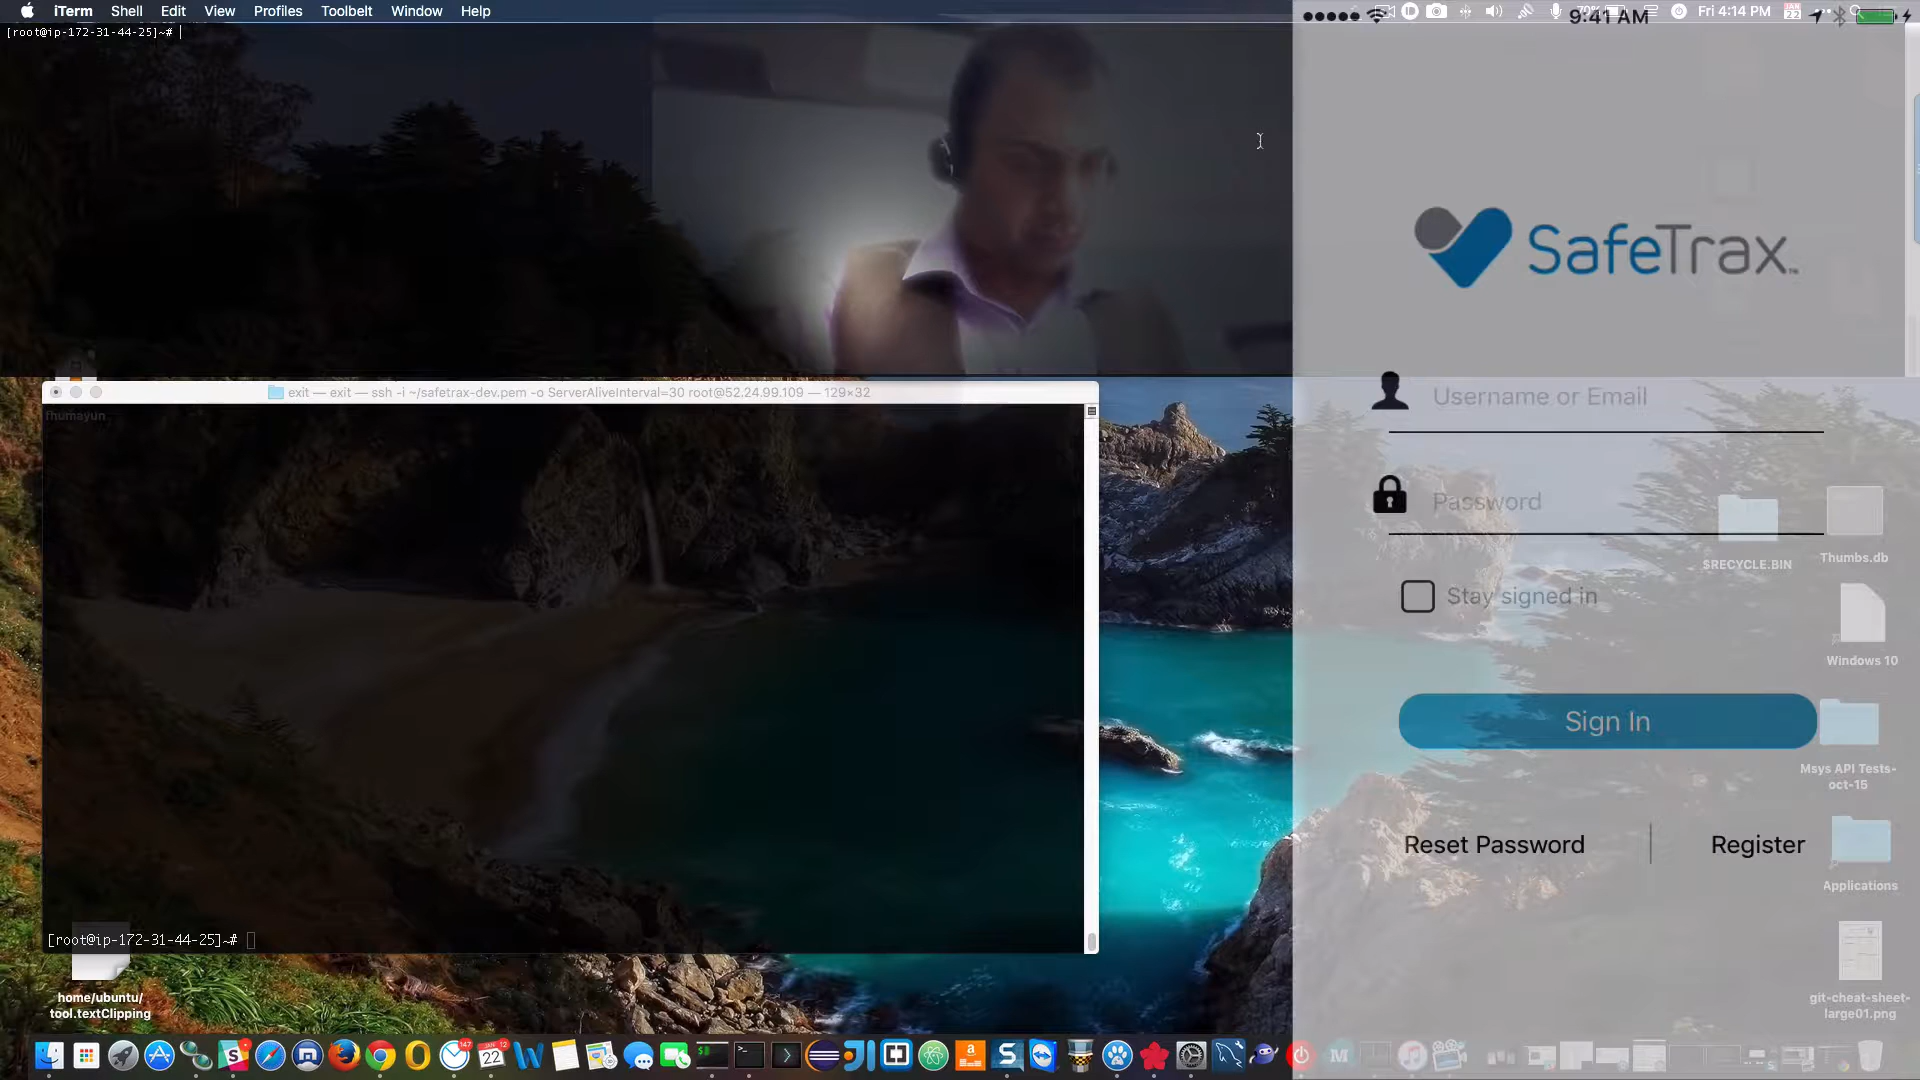 iTerm Shell Edit View Profiles Toolbelt Window Help
9:41 AM
Fri 4:14 PM
[root@ip-172-31-44-25]~#
SafeTrax™
exit — exit — ssh -i ~/safetrax-dev.pem -o ServerAliveInterval=30 root@52.24.99.109 — 129×32
fhumayun
Username or Email
Password
$RECYCLE.BIN
Thumbs.db
Stay signed in
Windows 10
Sign In
Msys API Tests-
oct-15
Reset Password
Register
Applications
[root@ip-172-31-44-25]~#
home/ubuntu/
tool.textClipping
git-cheat-sheet-
large01.png